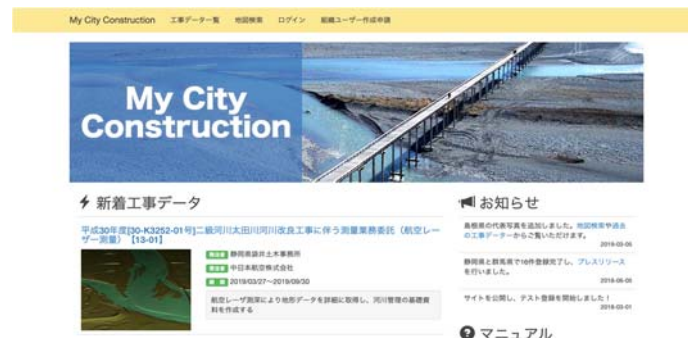 My City Construction 工事データ一覧 地図検索 ログイン 組織ユーザー作成申請
My City
Construction
新着工事データ
平成30年度[30-K3252-01号]二級河川太田川河川改良工事に伴う測量業務委託（航空レー
ザー測量）【13-01】
発注者 静岡県袋井土木事務所
受注者 中日本航空株式会社
2019/03/27〜2019/09/30
航空レーザ測深により地形データを詳細に取得し、河川管理の基礎資
料を作成する
お知らせ
島根県の代表写真を追加しました。地図検索や過去
の工事データーからご覧いただけます。
静岡県と群馬県で16件登録完了し、プレスリリース
を行いました。
サイトを公開し、テスト登録を開始しました！
マニュアル